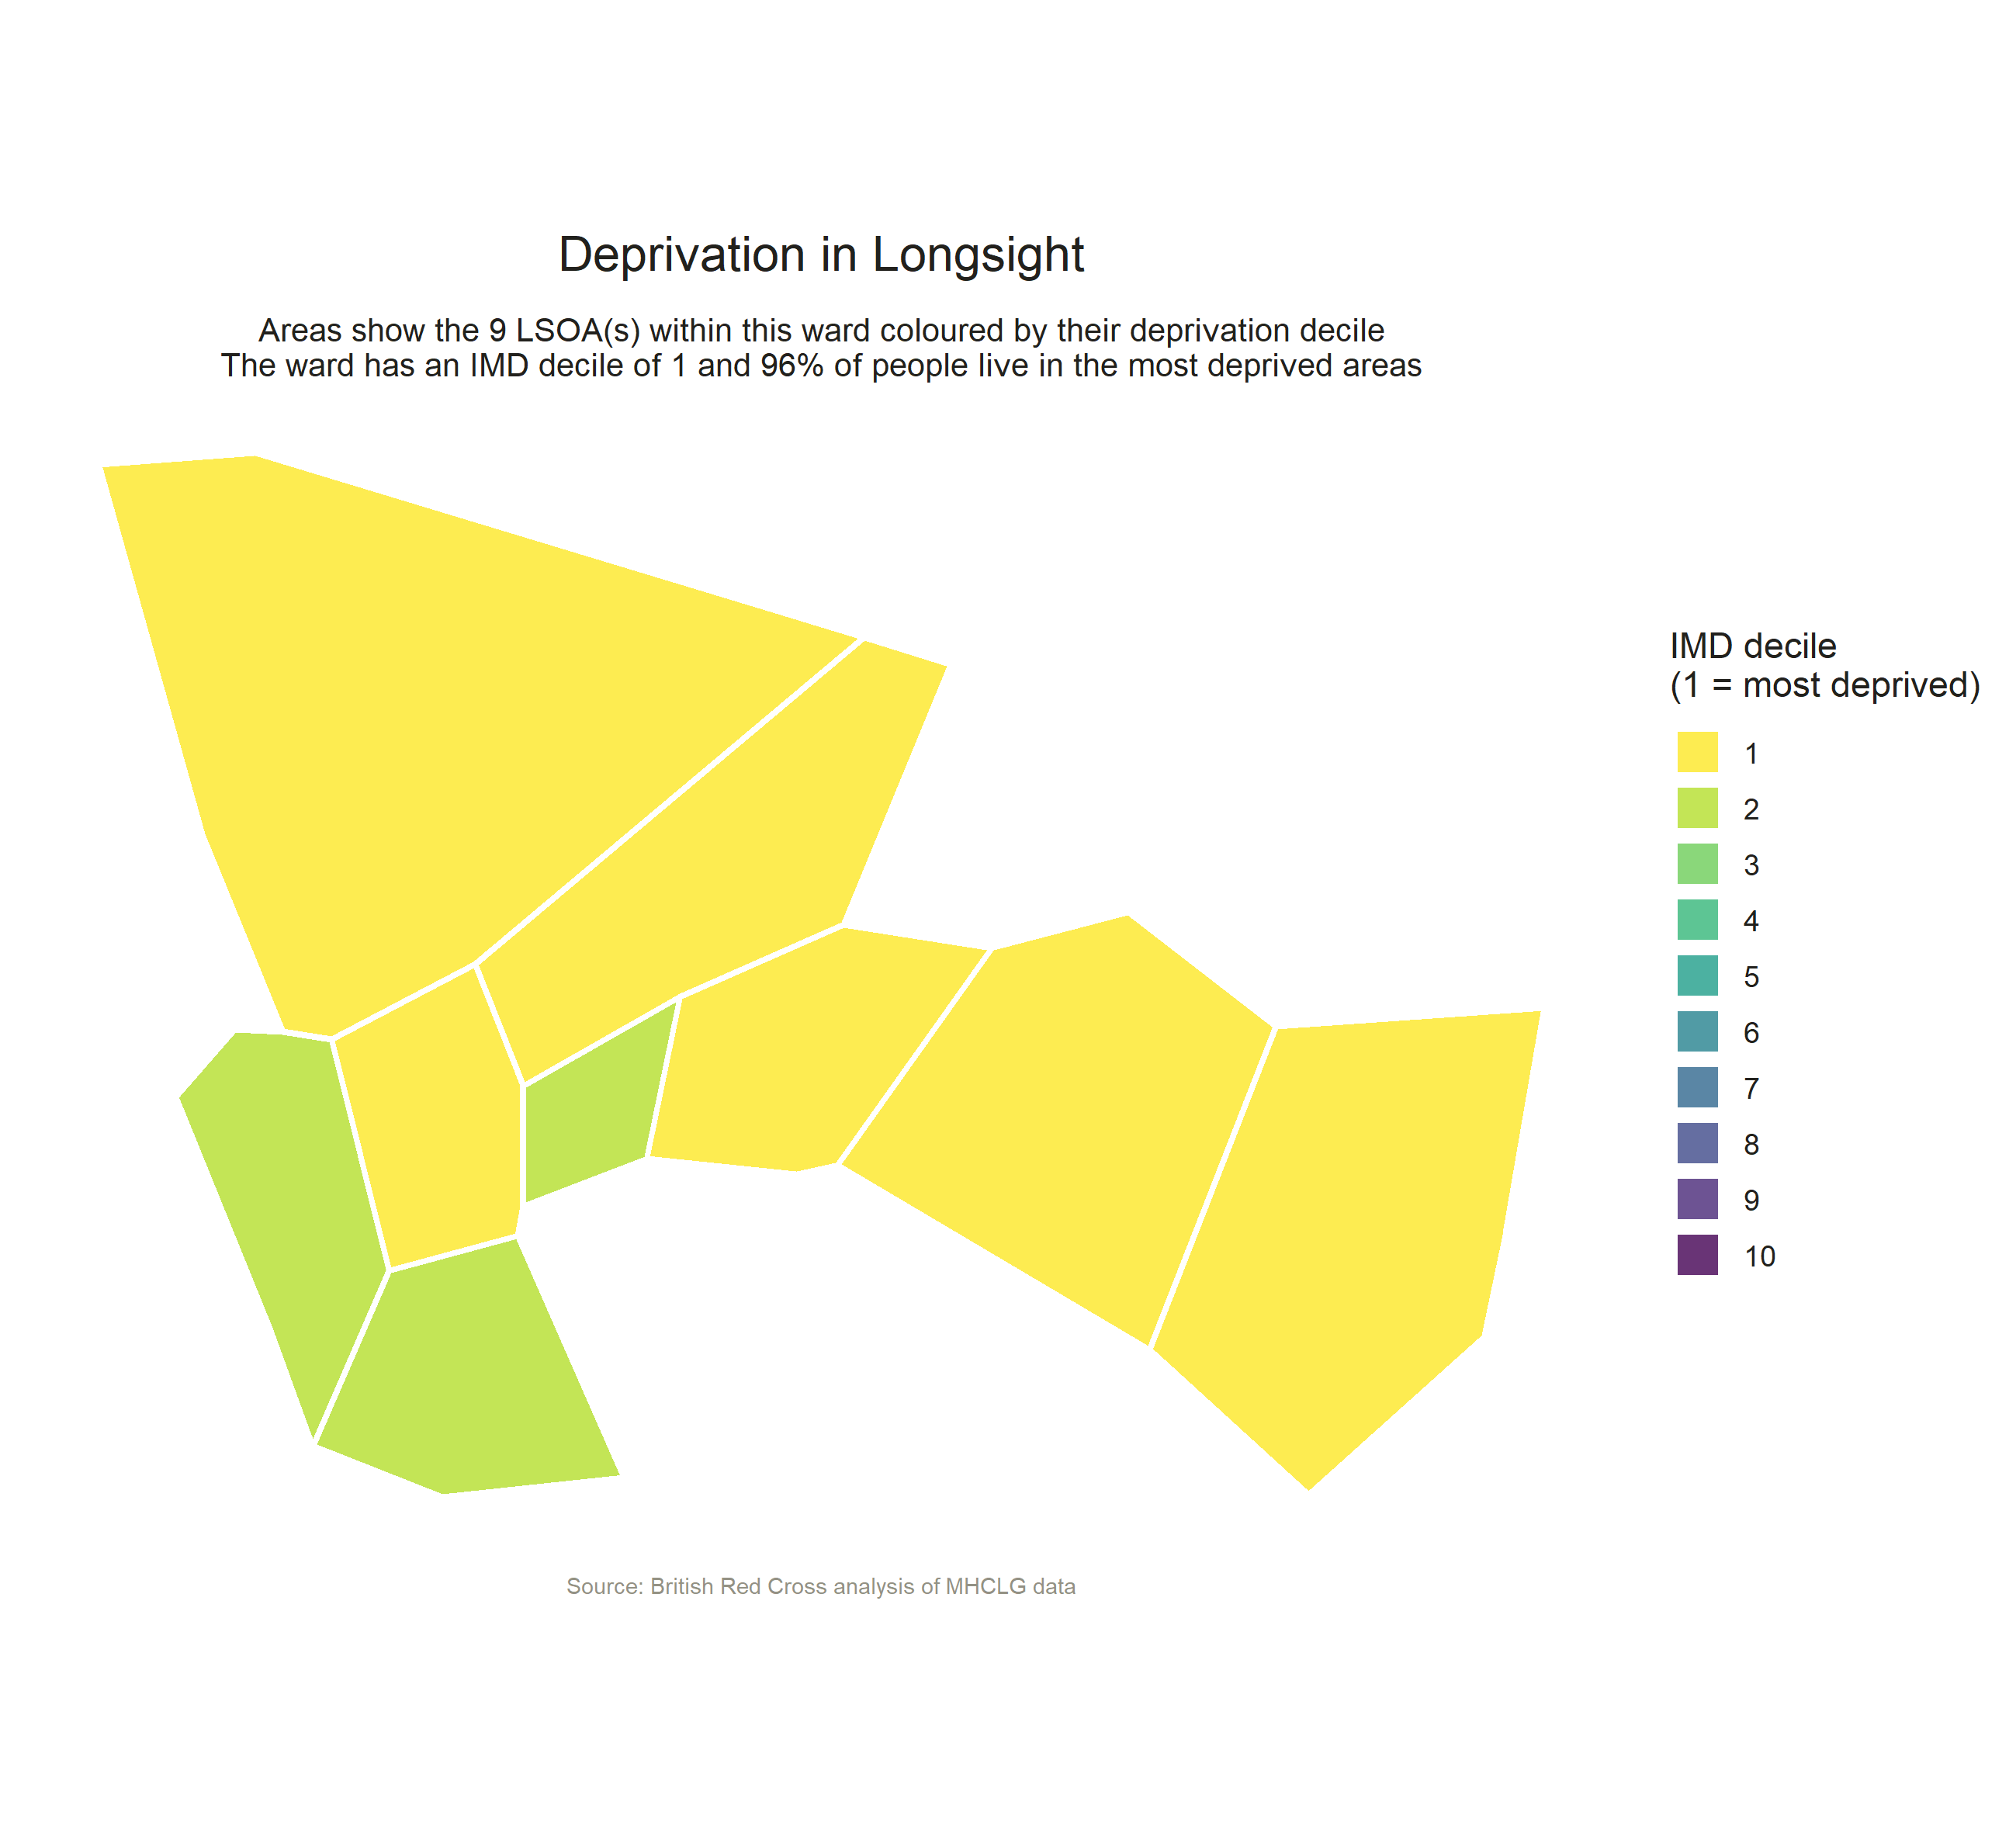 Deprivation in Longsight
Areas show the 9 LSOA(s) within this ward coloured by their deprivation decile
The ward has an IMD decile of 1 and 96% of people live in the most deprived areas
IMD decile
(1 = most deprived)
1
2
3
4
5
6
7
8
9
10
Source: British Red Cross analysis of MHCLG data